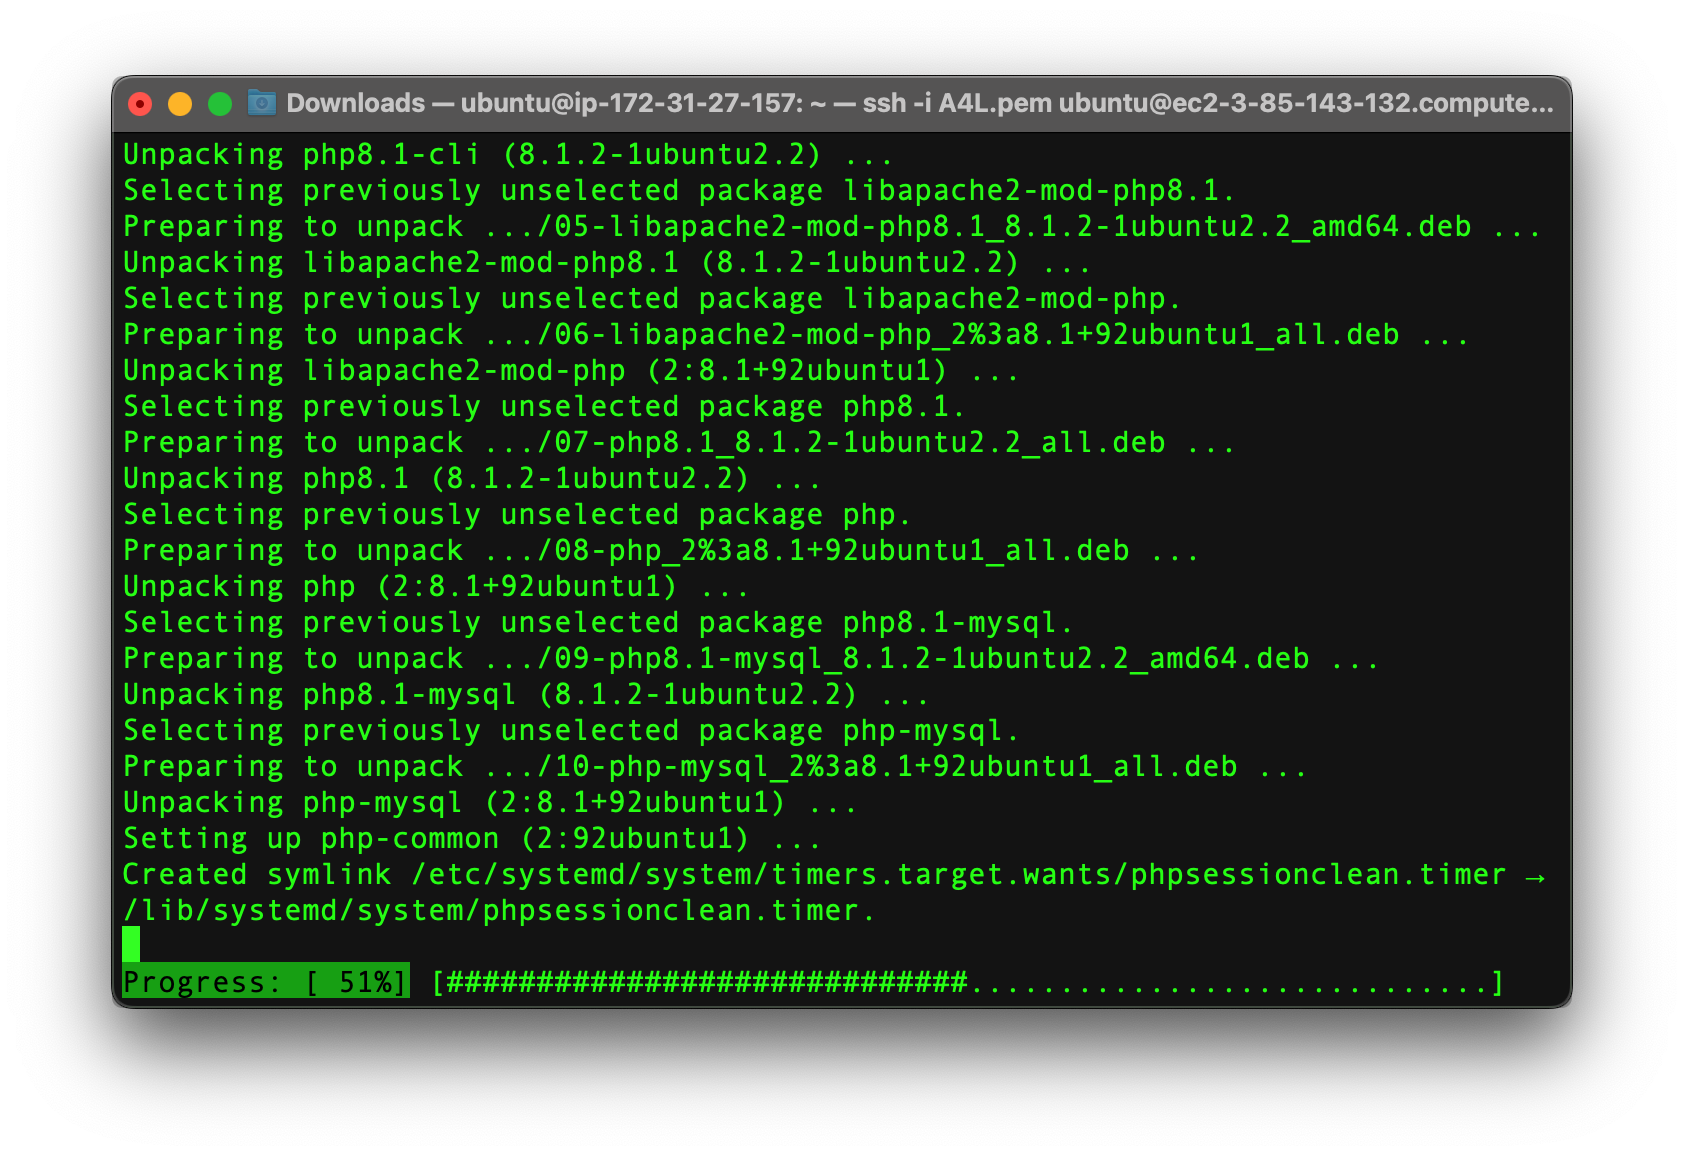 Downloads — ubuntu@ip-172-31-27-157: ~ — ssh -i A4L.pem ubuntu@ec2-3-85-143-132.compute...
Unpacking php8.1-cli (8.1.2-1ubuntu2.2) ...
Selecting previously unselected package libapache2-mod-php8.1.
Preparing to unpack .../05-libapache2-mod-php8.1_8.1.2-1ubuntu2.2_amd64.deb ...
Unpacking libapache2-mod-php8.1 (8.1.2-1ubuntu2.2) ...
Selecting previously unselected package libapache2-mod-php.
Preparing to unpack .../06-libapache2-mod-php_2%3a8.1+92ubuntu1_all.deb ...
Unpacking libapache2-mod-php (2:8.1+92ubuntu1) ...
Selecting previously unselected package php8.1.
Preparing to unpack .../07-php8.1_8.1.2-1ubuntu2.2_all.deb ...
Unpacking php8.1 (8.1.2-1ubuntu2.2) ...
Selecting previously unselected package php.
Preparing to unpack .../08-php_2%3a8.1+92ubuntu1_all.deb ...
Unpacking php (2:8.1+92ubuntu1) ...
Selecting previously unselected package php8.1-mysql.
Preparing to unpack .../09-php8.1-mysql_8.1.2-1ubuntu2.2_amd64.deb ...
Unpacking php8.1-mysql (8.1.2-1ubuntu2.2) ...
Selecting previously unselected package php-mysql.
Preparing to unpack .../10-php-mysql_2%3a8.1+92ubuntu1_all.deb ...
Unpacking php-mysql (2:8.1+92ubuntu1) ...
Setting up php-common (2:92ubuntu1) ...
Created symlink /etc/systemd/system/timers.target.wants/phpsessionclean.timer →
/lib/systemd/system/phpsessionclean.timer.
Progress: [ 51%] [#############################.............................]